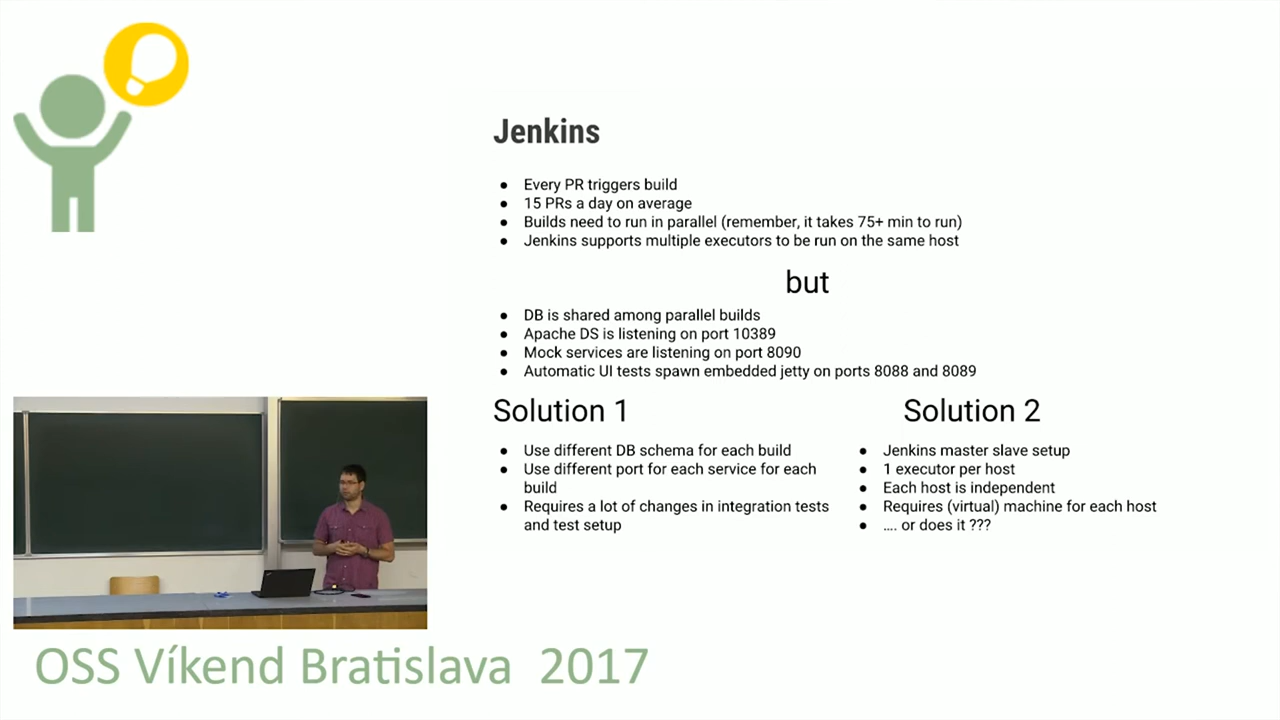 Jenkins
● Every PR triggers build
● 15 PRs a day on average
● Builds need to run in parallel (remember, it takes 75+ min to run)
● Jenkins supports multiple executors to be run on the same host
but
● DB is shared among parallel builds
● Apache DS is listening on port 10389
● Mock services are listening on port 8090
● Automatic UI tests spawn embedded jetty on ports 8088 and 8089
Solution 1
● Use different DB schema for each build
● Use different port for each service for each
build
● Requires a lot of changes in integration tests
and test setup
Solution 2
● Jenkins master slave setup
● 1 executor per host
● Each host is independent
● Requires (virtual) machine for each host
● .... or does it ???
OSS Víkend Bratislava 2017